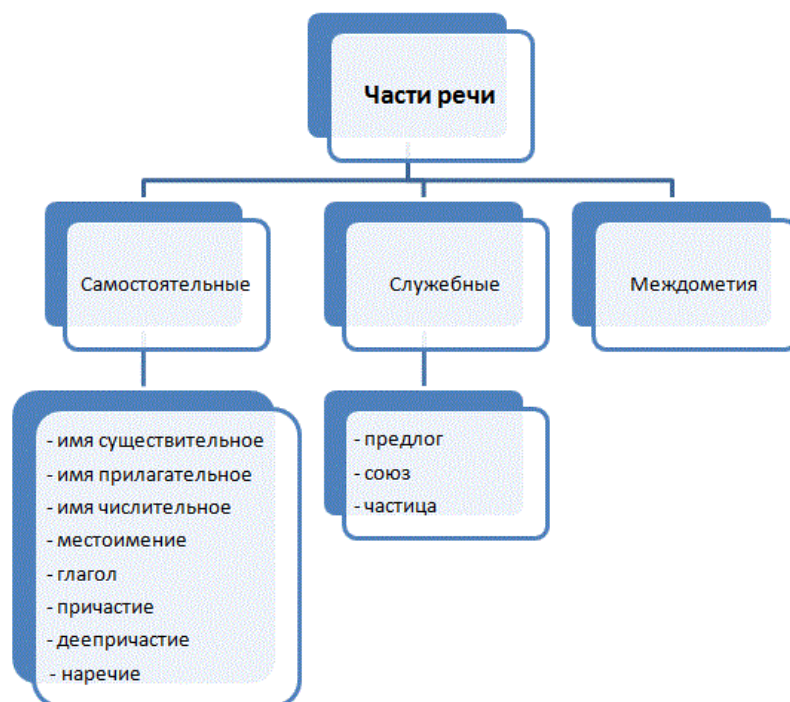 Части речи
Самостоятельные
Служебные
Междометия
- имя существительное
- имя прилагательное
- имя числительное
- местоимение
- глагол
- причастие
- деепричастие
- наречие
- предлог
- союз
- частица